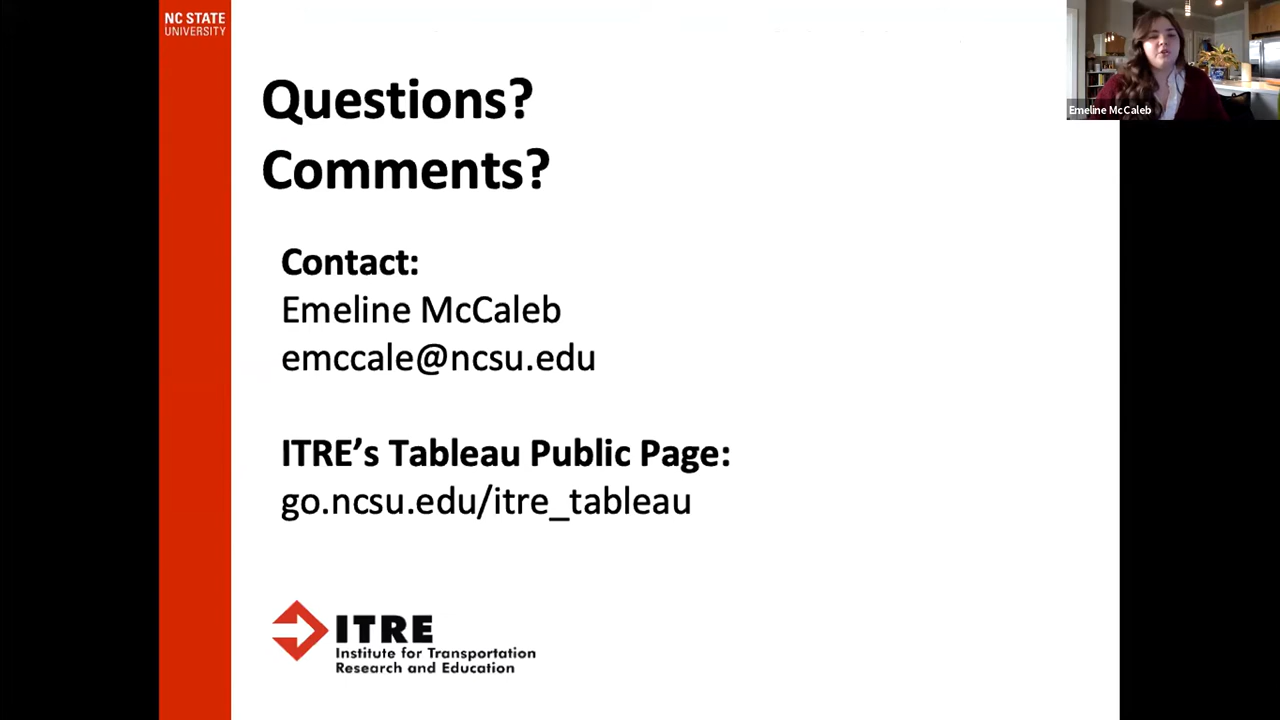 NC STATE
UNIVERSITY
Emeline McCaleb
Questions?
Comments?
Contact:
Emeline McCaleb
emccale@ncsu.edu
ITRE’s Tableau Public Page:
go.ncsu.edu/itre_tableau
ITRE
Institute for Transportation
Research and Education